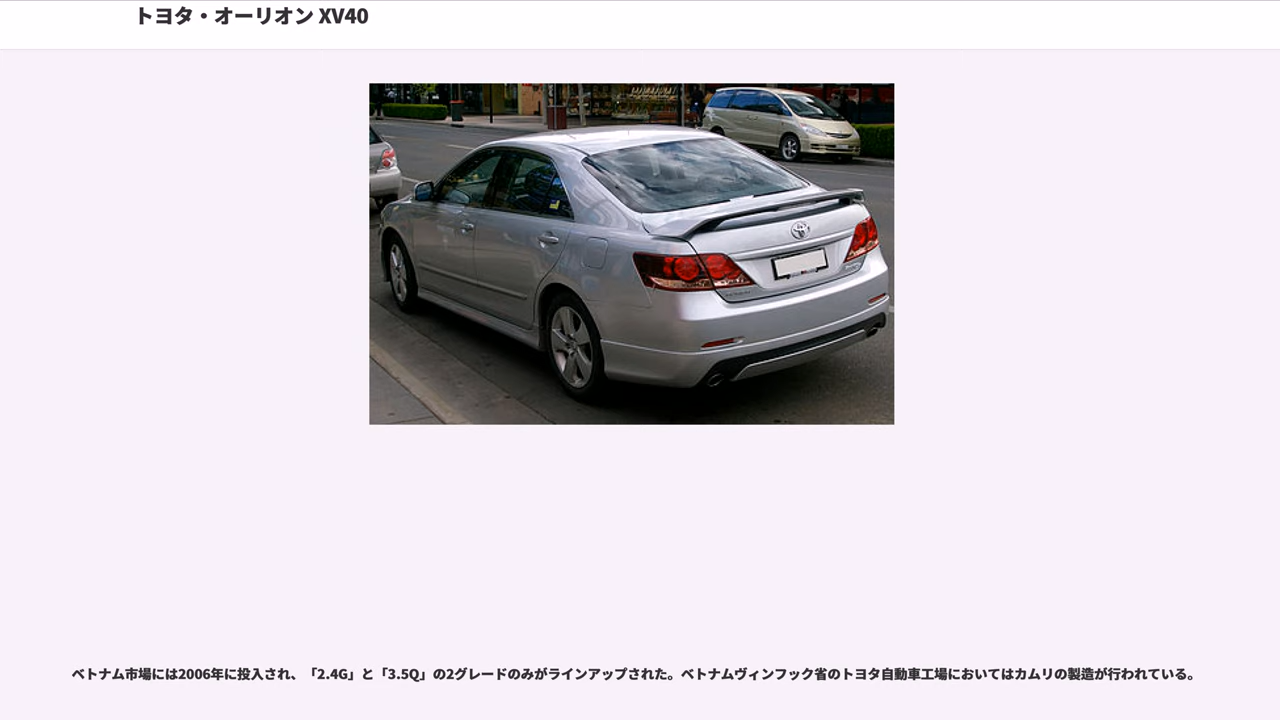 トヨタ・オーリオン XV40
ベトナム市場には2006年に投入され、「2.4G」と「3.5Q」の2グレードのみがラインアップされた。ベトナムヴィンフック省のトヨタ自動車工場においてはカムリの製造が行われている。